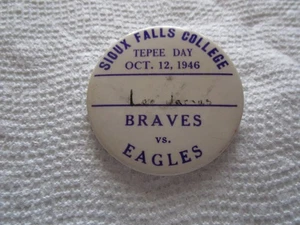 SIOUX FALLS COLLEGE
TEPEE DAY
OCT. 12, 1946
BRAVES
vs.
EAGLES